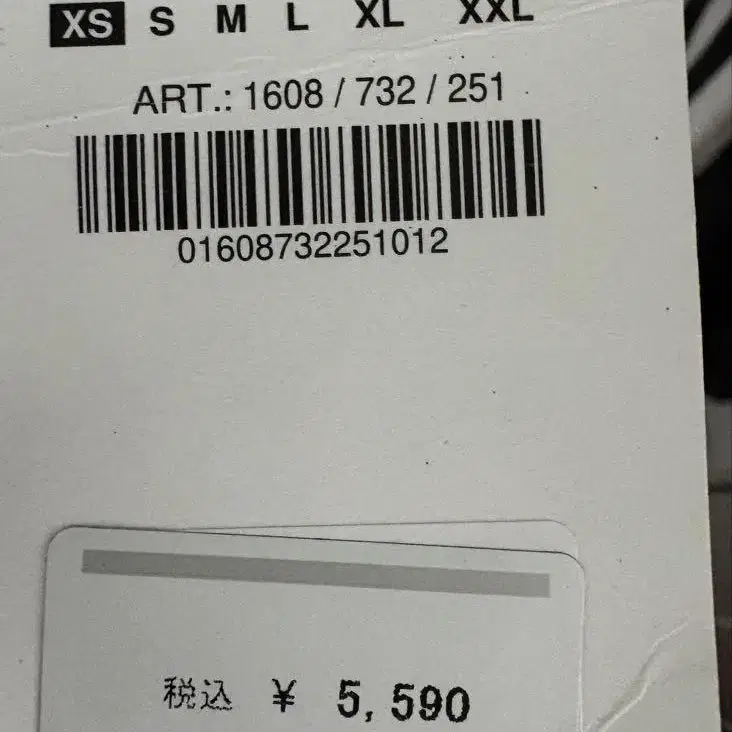 XS S M L XL XXL
ART.: 1608 / 732 / 251
01608732251012
税込 ¥ 5,590